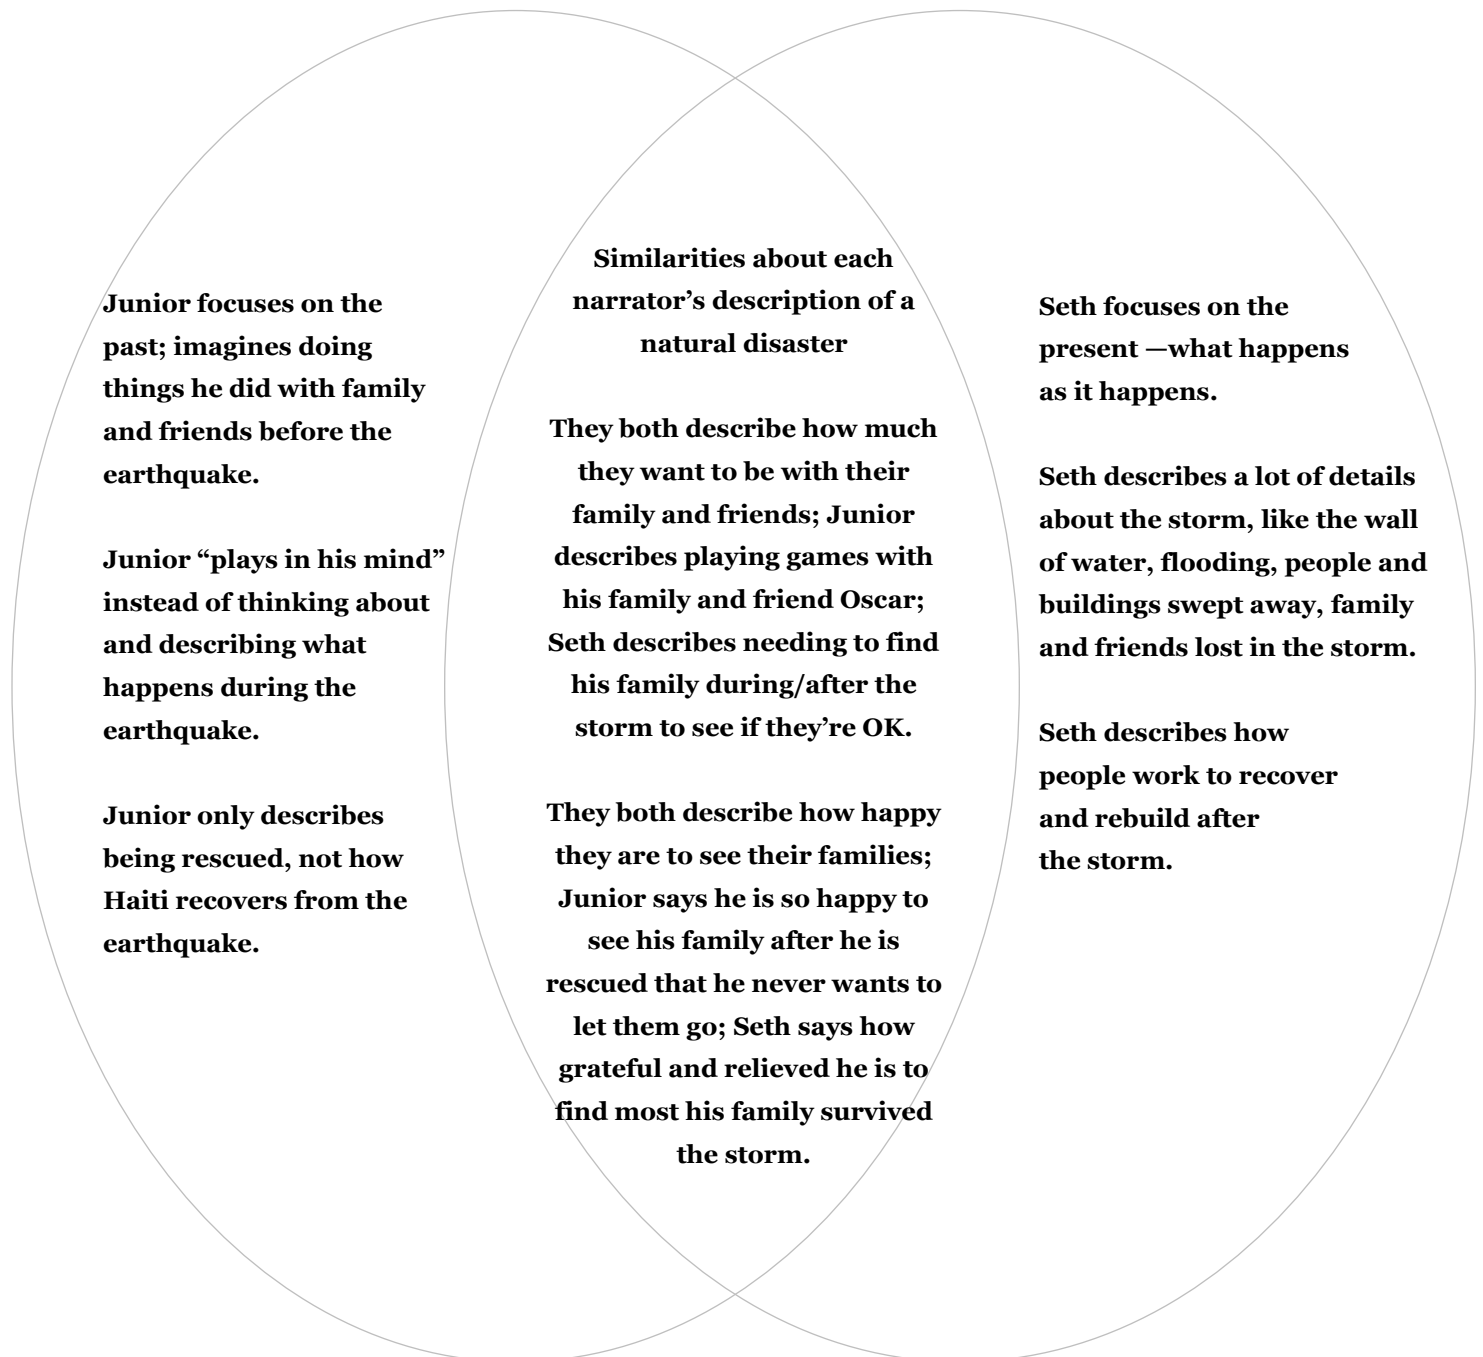 Junior focuses on the
past; imagines doing
things he did with family
and friends before the
earthquake.
Junior “plays in his mind”
instead of thinking about
and describing what
happens during the
earthquake.
Junior only describes
being rescued, not how
Haiti recovers from the
earthquake.
Similarities about each
narrator’s description of a
natural disaster
They both describe how much
they want to be with their
family and friends; Junior
describes playing games with
his family and friend Oscar;
Seth describes needing to find
his family during/after the
storm to see if they’re OK.
They both describe how happy
they are to see their families;
Junior says he is so happy to
see his family after he is
rescued that he never wants to
let them go; Seth says how
grateful and relieved he is to
find most his family survived
the storm.
Seth focuses on the
present —what happens
as it happens.
Seth describes a lot of details
about the storm, like the wall
of water, flooding, people and
buildings swept away, family
and friends lost in the storm.
Seth describes how
people work to recover
and rebuild after
the storm.